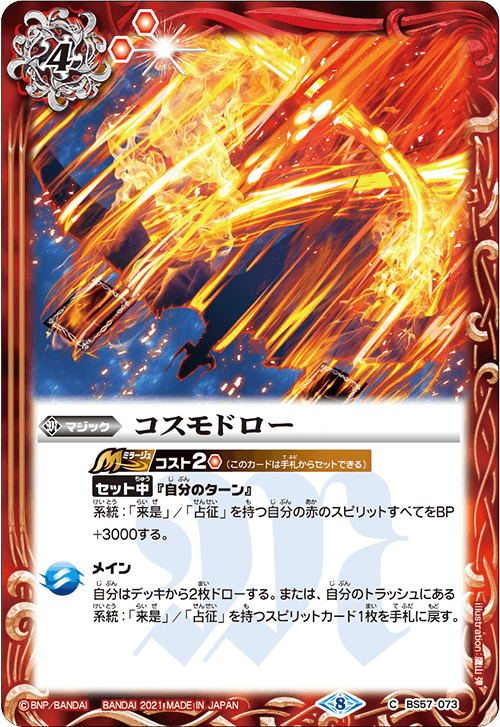 4
マジック
コスモドロー
ミラージュ コスト2 (このカードは手札からセットできる)
セット中 『自分のターン』
系統:「来是」/「占征」を持つ自分の赤のスピリットすべてをBP
+3000する。
メイン
自分はデッキから2枚ドローする。または、自分のトラッシュにある
系統:「来是」/「占征」を持つスピリットカード1枚を手札に戻す。
illustration:
©BNP/BANDAI BANDAI 2021 MADE IN JAPAN 8 C BS57-073